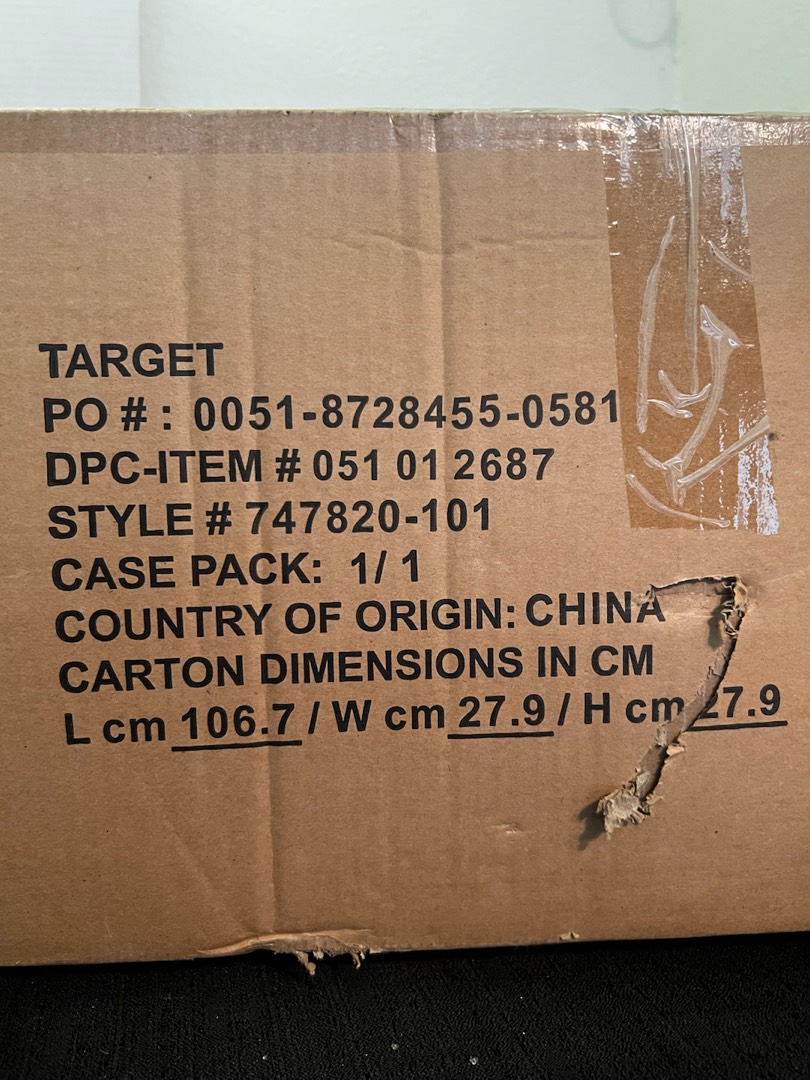 TARGET
PO # : 0051-8728455-0581
DPC-ITEM # 051 01 2687
STYLE # 747820-101
CASE PACK: 1/ 1
COUNTRY OF ORIGIN: CHINA
CARTON DIMENSIONS IN CM
L cm 106.7 / W cm 27.9 / H cm 27.9